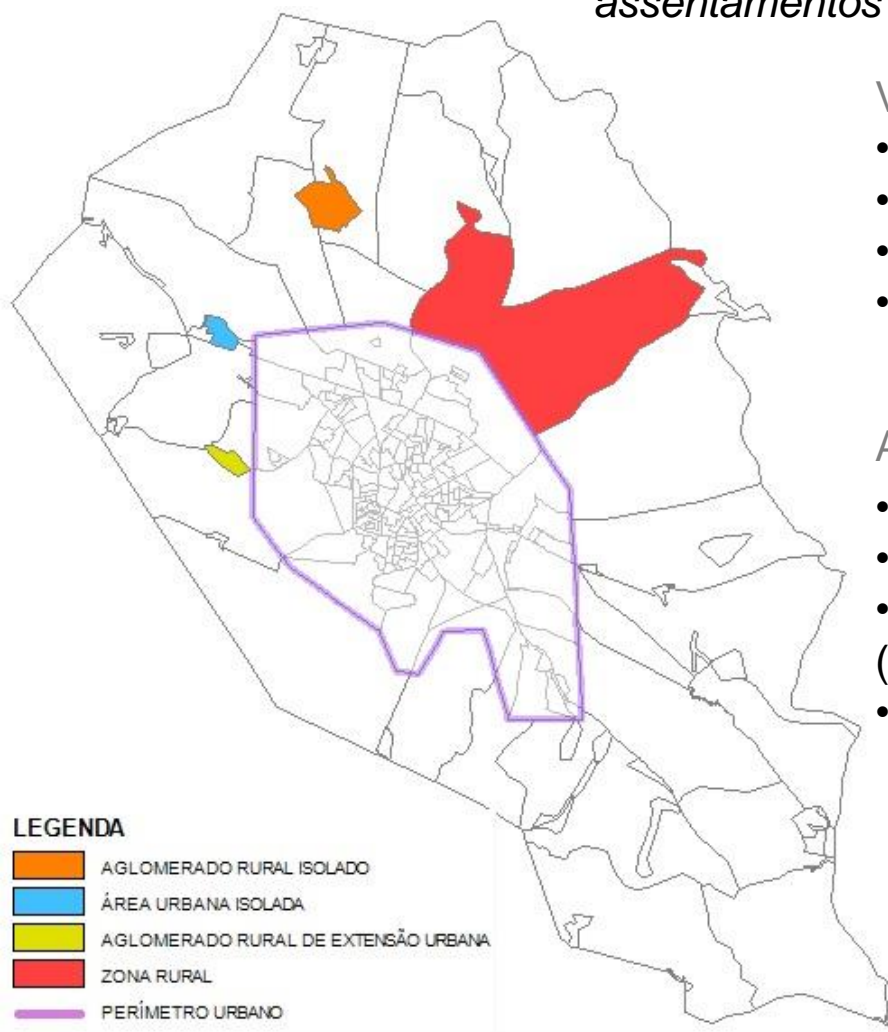 assentamentos
V
•
•
•
•
A
•
•
•
(
•
LEGENDA
AGLOMERADO RURAL ISOLADO
ÁREA URBANA ISOLADA
AGLOMERADO RURAL DE EXTENSÃO URBANA
ZONA RURAL
PERÍMETRO URBANO